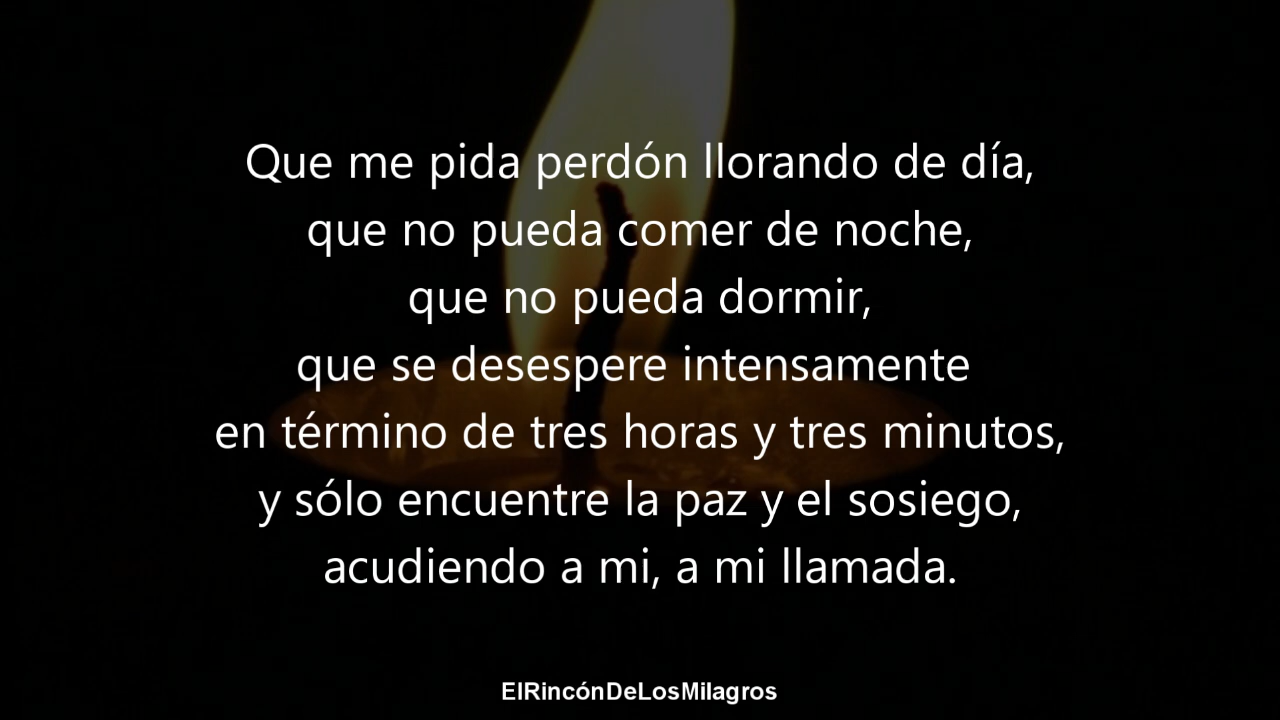 Que me pida perdón llorando de día,
que no pueda comer de noche,
que no pueda dormir,
que se desespere intensamente
en término de tres horas y tres minutos,
y sólo encuentre la paz y el sosiego,
acudiendo a mi, a mi llamada.
ElRincónDeLosMilagros